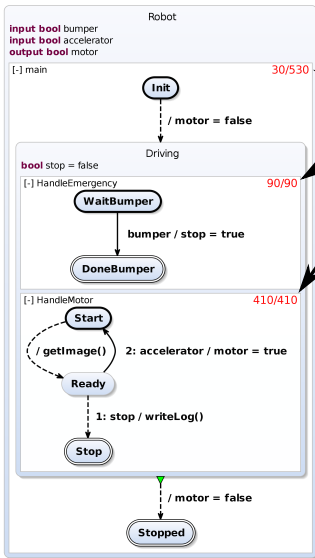 Robot
input bool bumper
input bool accelerator
output bool motor
[-] main 30/530
Init
/ motor = false
Driving
bool stop = false
[-] HandleEmergency 90/90
WaitBumper
bumper / stop = true
DoneBumper
[-] HandleMotor 410/410
Start
/ getImage() 2: accelerator / motor = true
Ready
1: stop / writeLog()
Stop
/ motor = false
Stopped